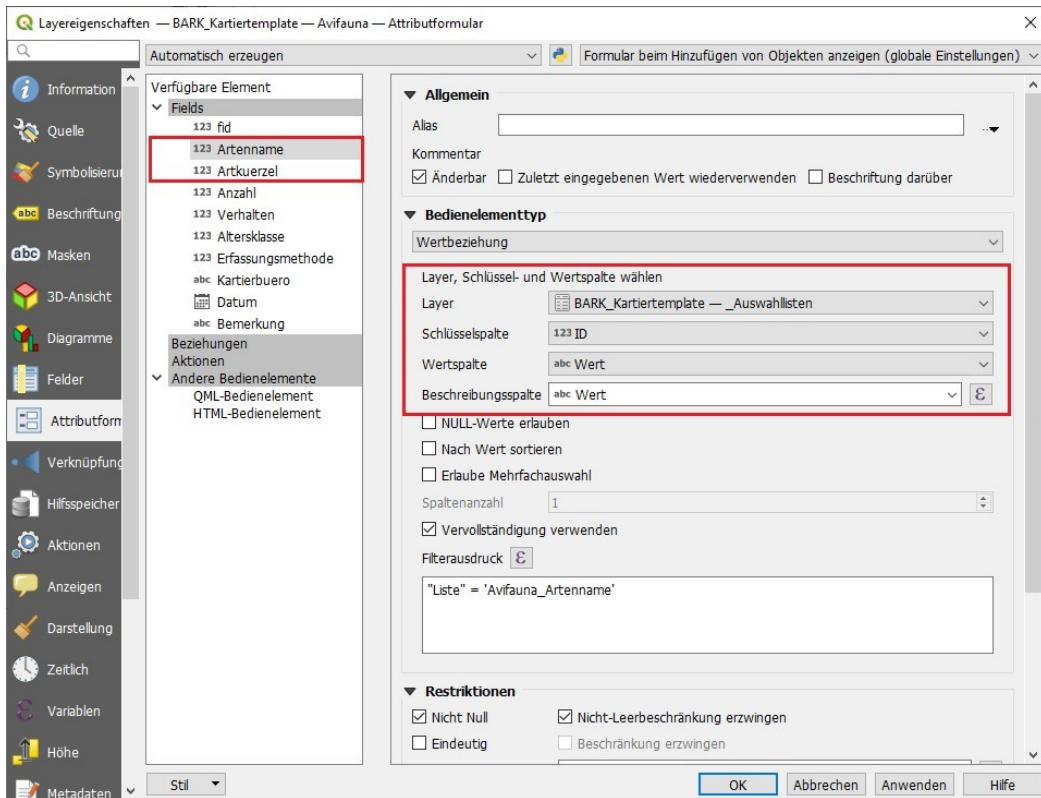 Layereigenschaften — BARK_Kartiertemplate — Avifauna — Attributformular
Automatisch erzeugen
Formular beim Hinzufügen von Objekten anzeigen (globale Einstellungen)
Information
Quelle
Symbolisieru
Beschriftung
Masken
3D-Ansicht
Diagramme
Felder
Attributform
Verknüpfung
Hilfsspeicher
Aktionen
Anzeigen
Darstellung
Zeitlich
Variablen
Höhe
Metadaten
Verfügbare Element
Fields
123 fid
123 Artenname
123 Artkuerzel
123 Anzahl
123 Verhalten
123 Altersklasse
123 Erfassungsmethode
abc Kartierbuero
Datum
abc Bemerkung
Beziehungen
Aktionen
Andere Bedienelemente
QML-Bedienelement
HTML-Bedienelement
Allgemein
Alias
Kommentar
Änderbar Zuletzt eingegebenen Wert wiederverwenden Beschriftung darüber
Bedienelementtyp
Wertbeziehung
Layer, Schlüssel- und Wertspalte wählen
Layer BARK_Kartiertemplate — _Auswahllisten
Schlüsselspalte 123 ID
Wertspalte abc Wert
Beschreibungsspalte abc Wert ε
NULL-Werte erlauben
Nach Wert sortieren
Erlaube Mehrfachauswahl
Spaltenanzahl 1
Vervollständigung verwenden
Filterausdruck ε
"Liste" = 'Avifauna_Artenname'
Restriktionen
Nicht Null Nicht-Leerbeschränkung erzwingen
Eindeutig Beschränkung erzwingen
Stil OK Abbrechen Anwenden Hilfe